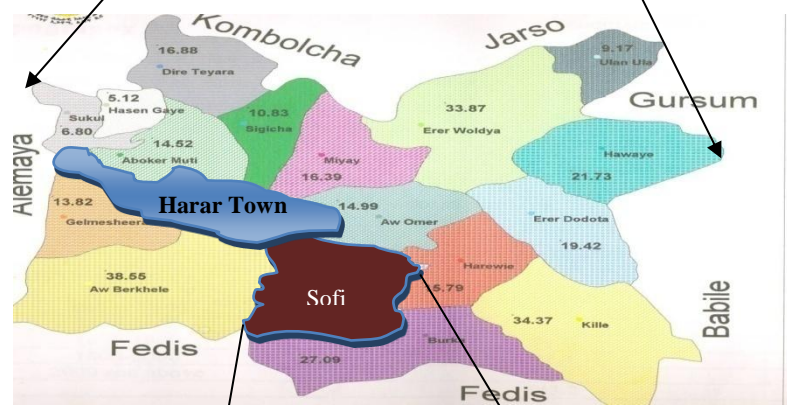 Kombolcha
Jarso
16.88
Dire Teyara
9.17
Ulan Ula
5.12
Hasen Gaye
Sukul
6.80
10.83
Sigicha
33.87
Erer Woldya
Gursum
Alemaya
14.52
Aboker Muti
Miyay
16.39
Hawaye
21.73
13.82
Harar Town
14.99
Aw Omer
Erer Dodota
19.42
38.55
Aw Berkhele
Sofi
Harewie
5.79
34.37
Kille
Babile
Fedis
27.09
Fedis